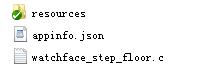 resources
appinfo.json
watchface_step_floor.c